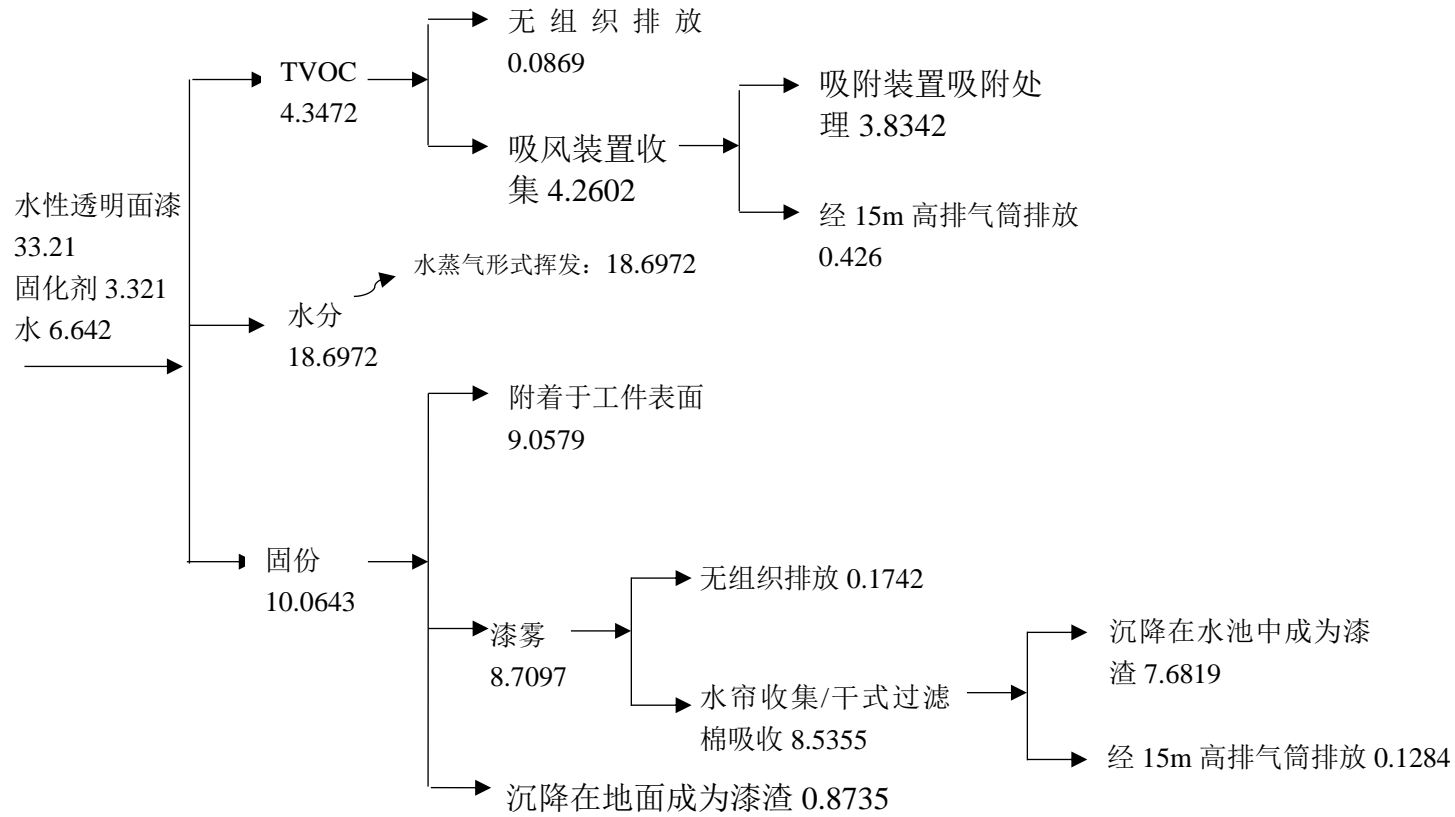 无组织排放
0.0869
TVOC
4.3472
吸附装置吸附处
理 3.8342
吸风装置收
集 4.2602
水性透明面漆
33.21
固化剂 3.321
水 6.642
经 15m 高排气筒排放
0.426
水蒸气形式挥发：18.6972
水分
18.6972
附着于工件表面
9.0579
固份
10.0643
无组织排放 0.1742
漆雾
8.7097
沉降在水池中成为漆
渣 7.6819
水帘收集/干式过滤
棉吸收 8.5355
经 15m 高排气筒排放 0.1284
沉降在地面成为漆渣 0.8735